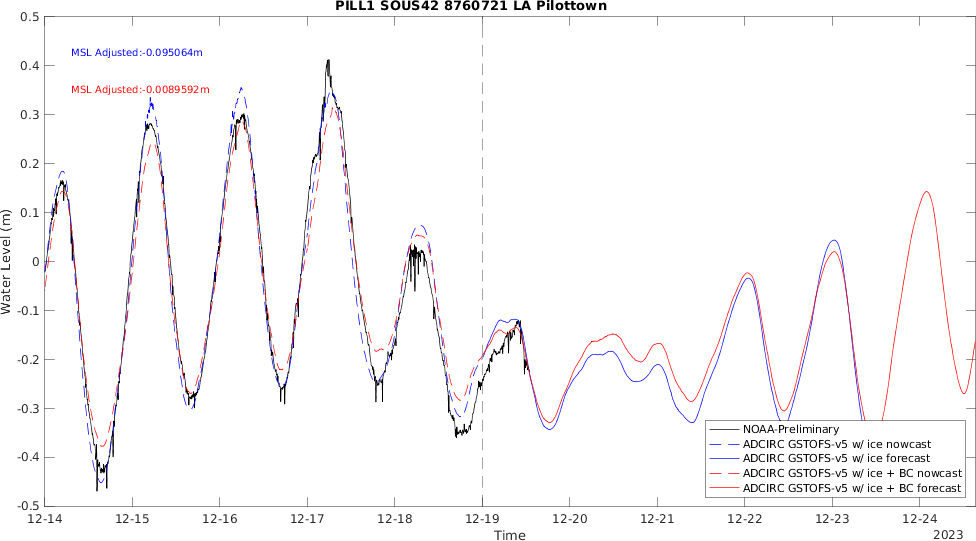 PILL1 SOUS42 8760721 LA Pilottown
MSL Adjusted:-0.095064m
MSL Adjusted:-0.0089592m
Water Level (m)
0.5
0.4
0.3
0.2
0.1
0
-0.1
-0.2
-0.3
-0.4
-0.5
NOAA-Preliminary
ADCIRC GSTOFS-v5 w/ ice nowcast
ADCIRC GSTOFS-v5 w/ ice forecast
ADCIRC GSTOFS-v5 w/ ice + BC nowcast
ADCIRC GSTOFS-v5 w/ ice + BC forecast
12-14 12-15 12-16 12-17 12-18 12-19 12-20 12-21 12-22 12-23 12-24
Time
2023